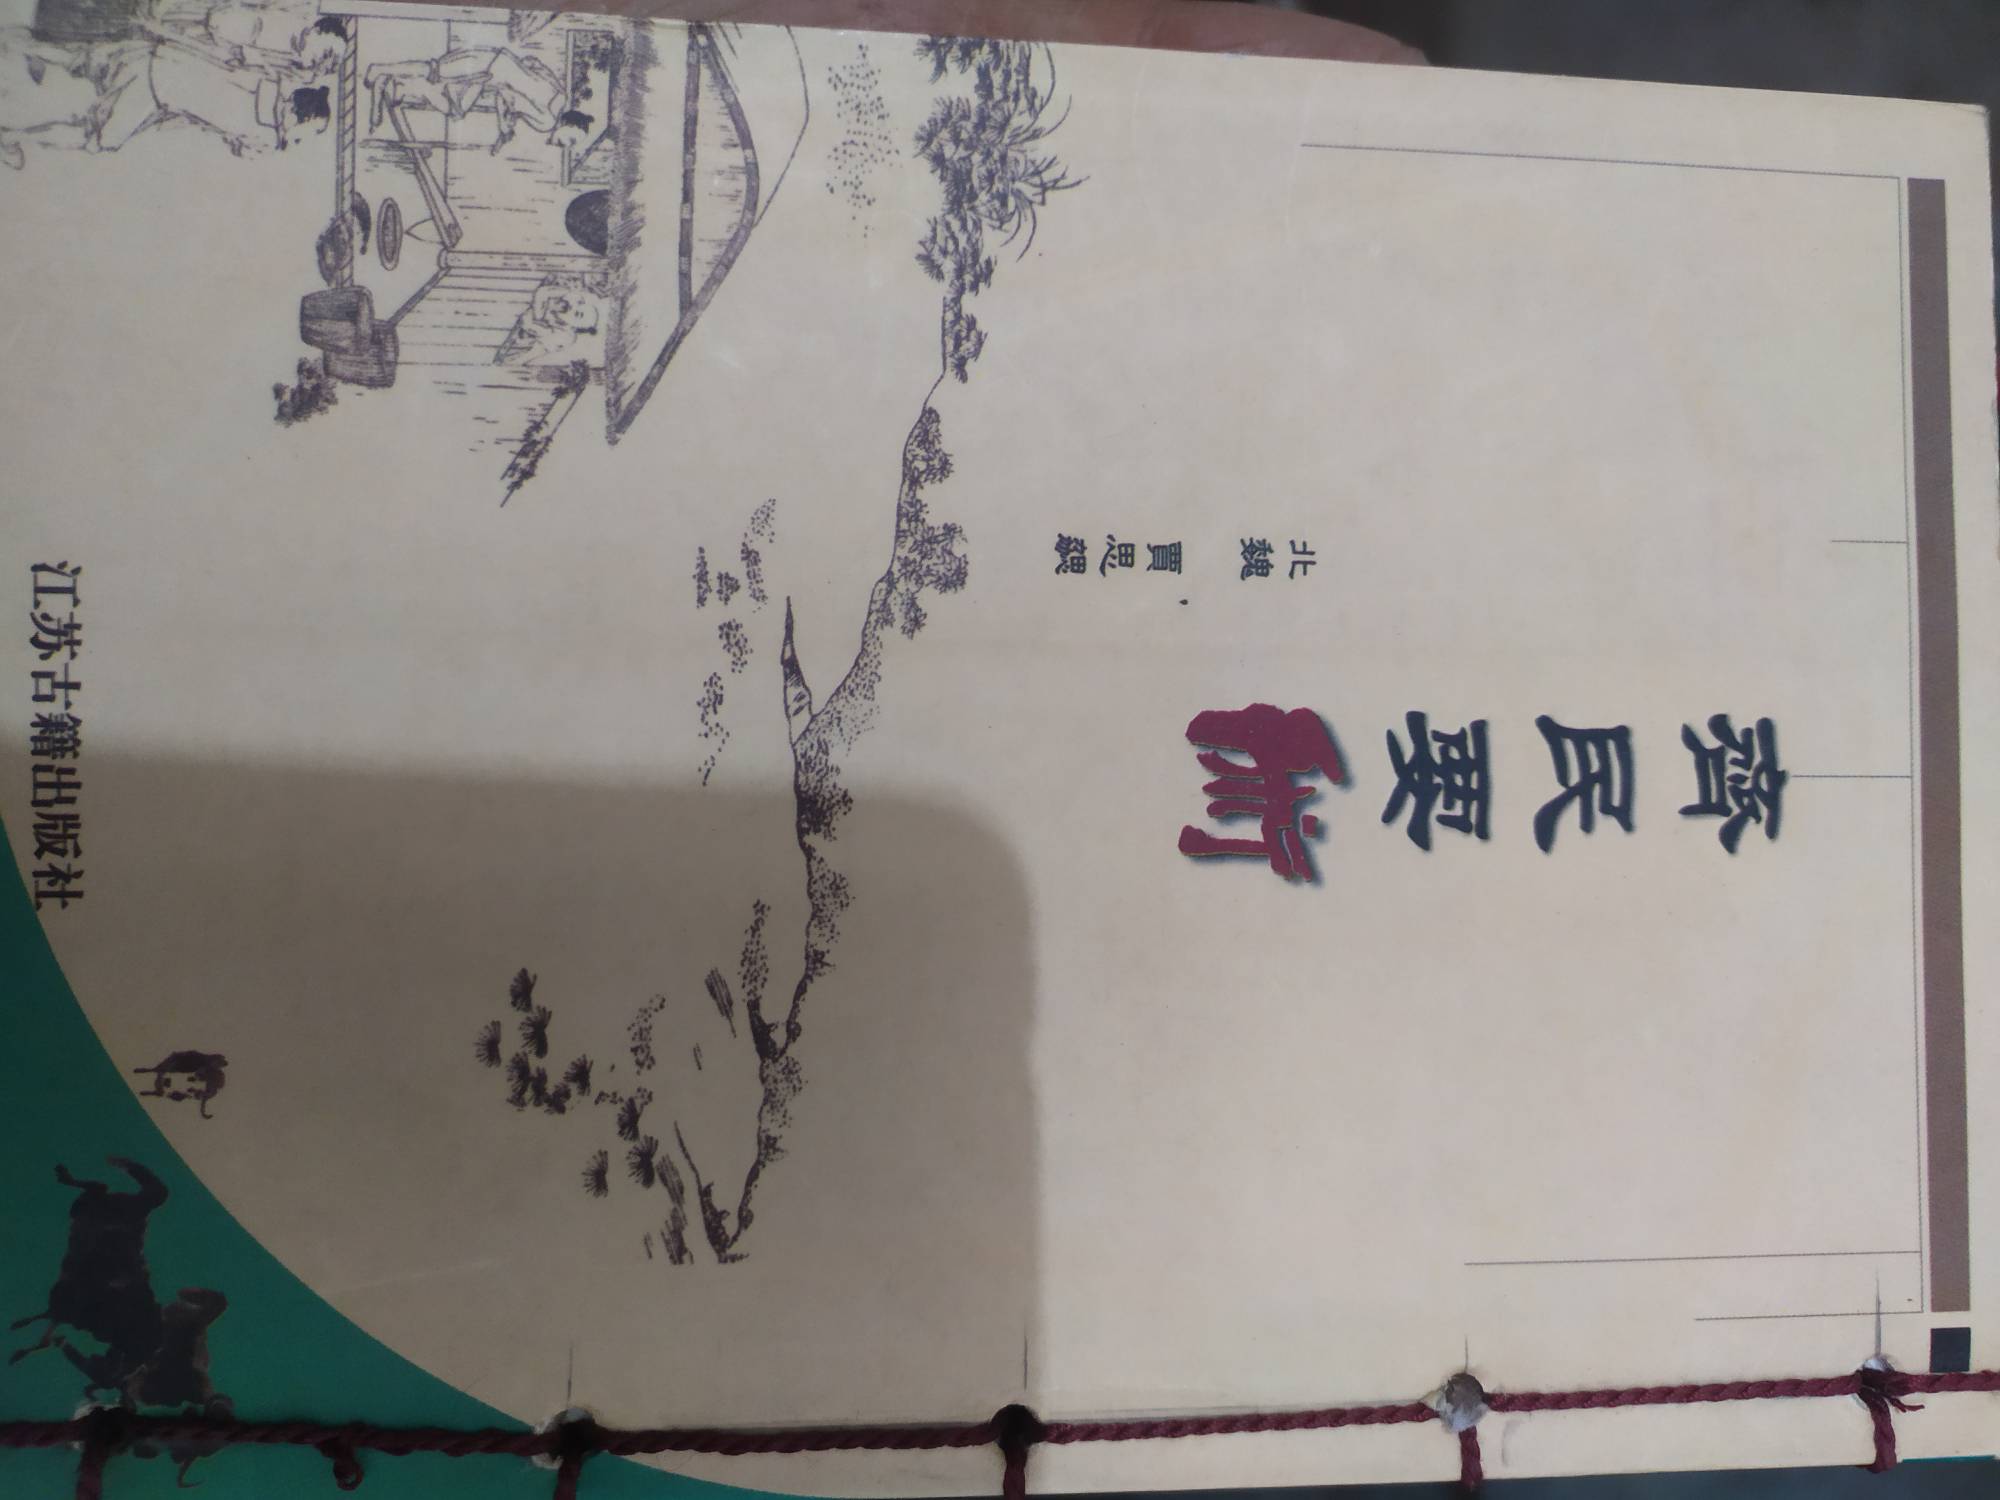 齊民要術
北魏 賈思勰
江苏古籍出版社